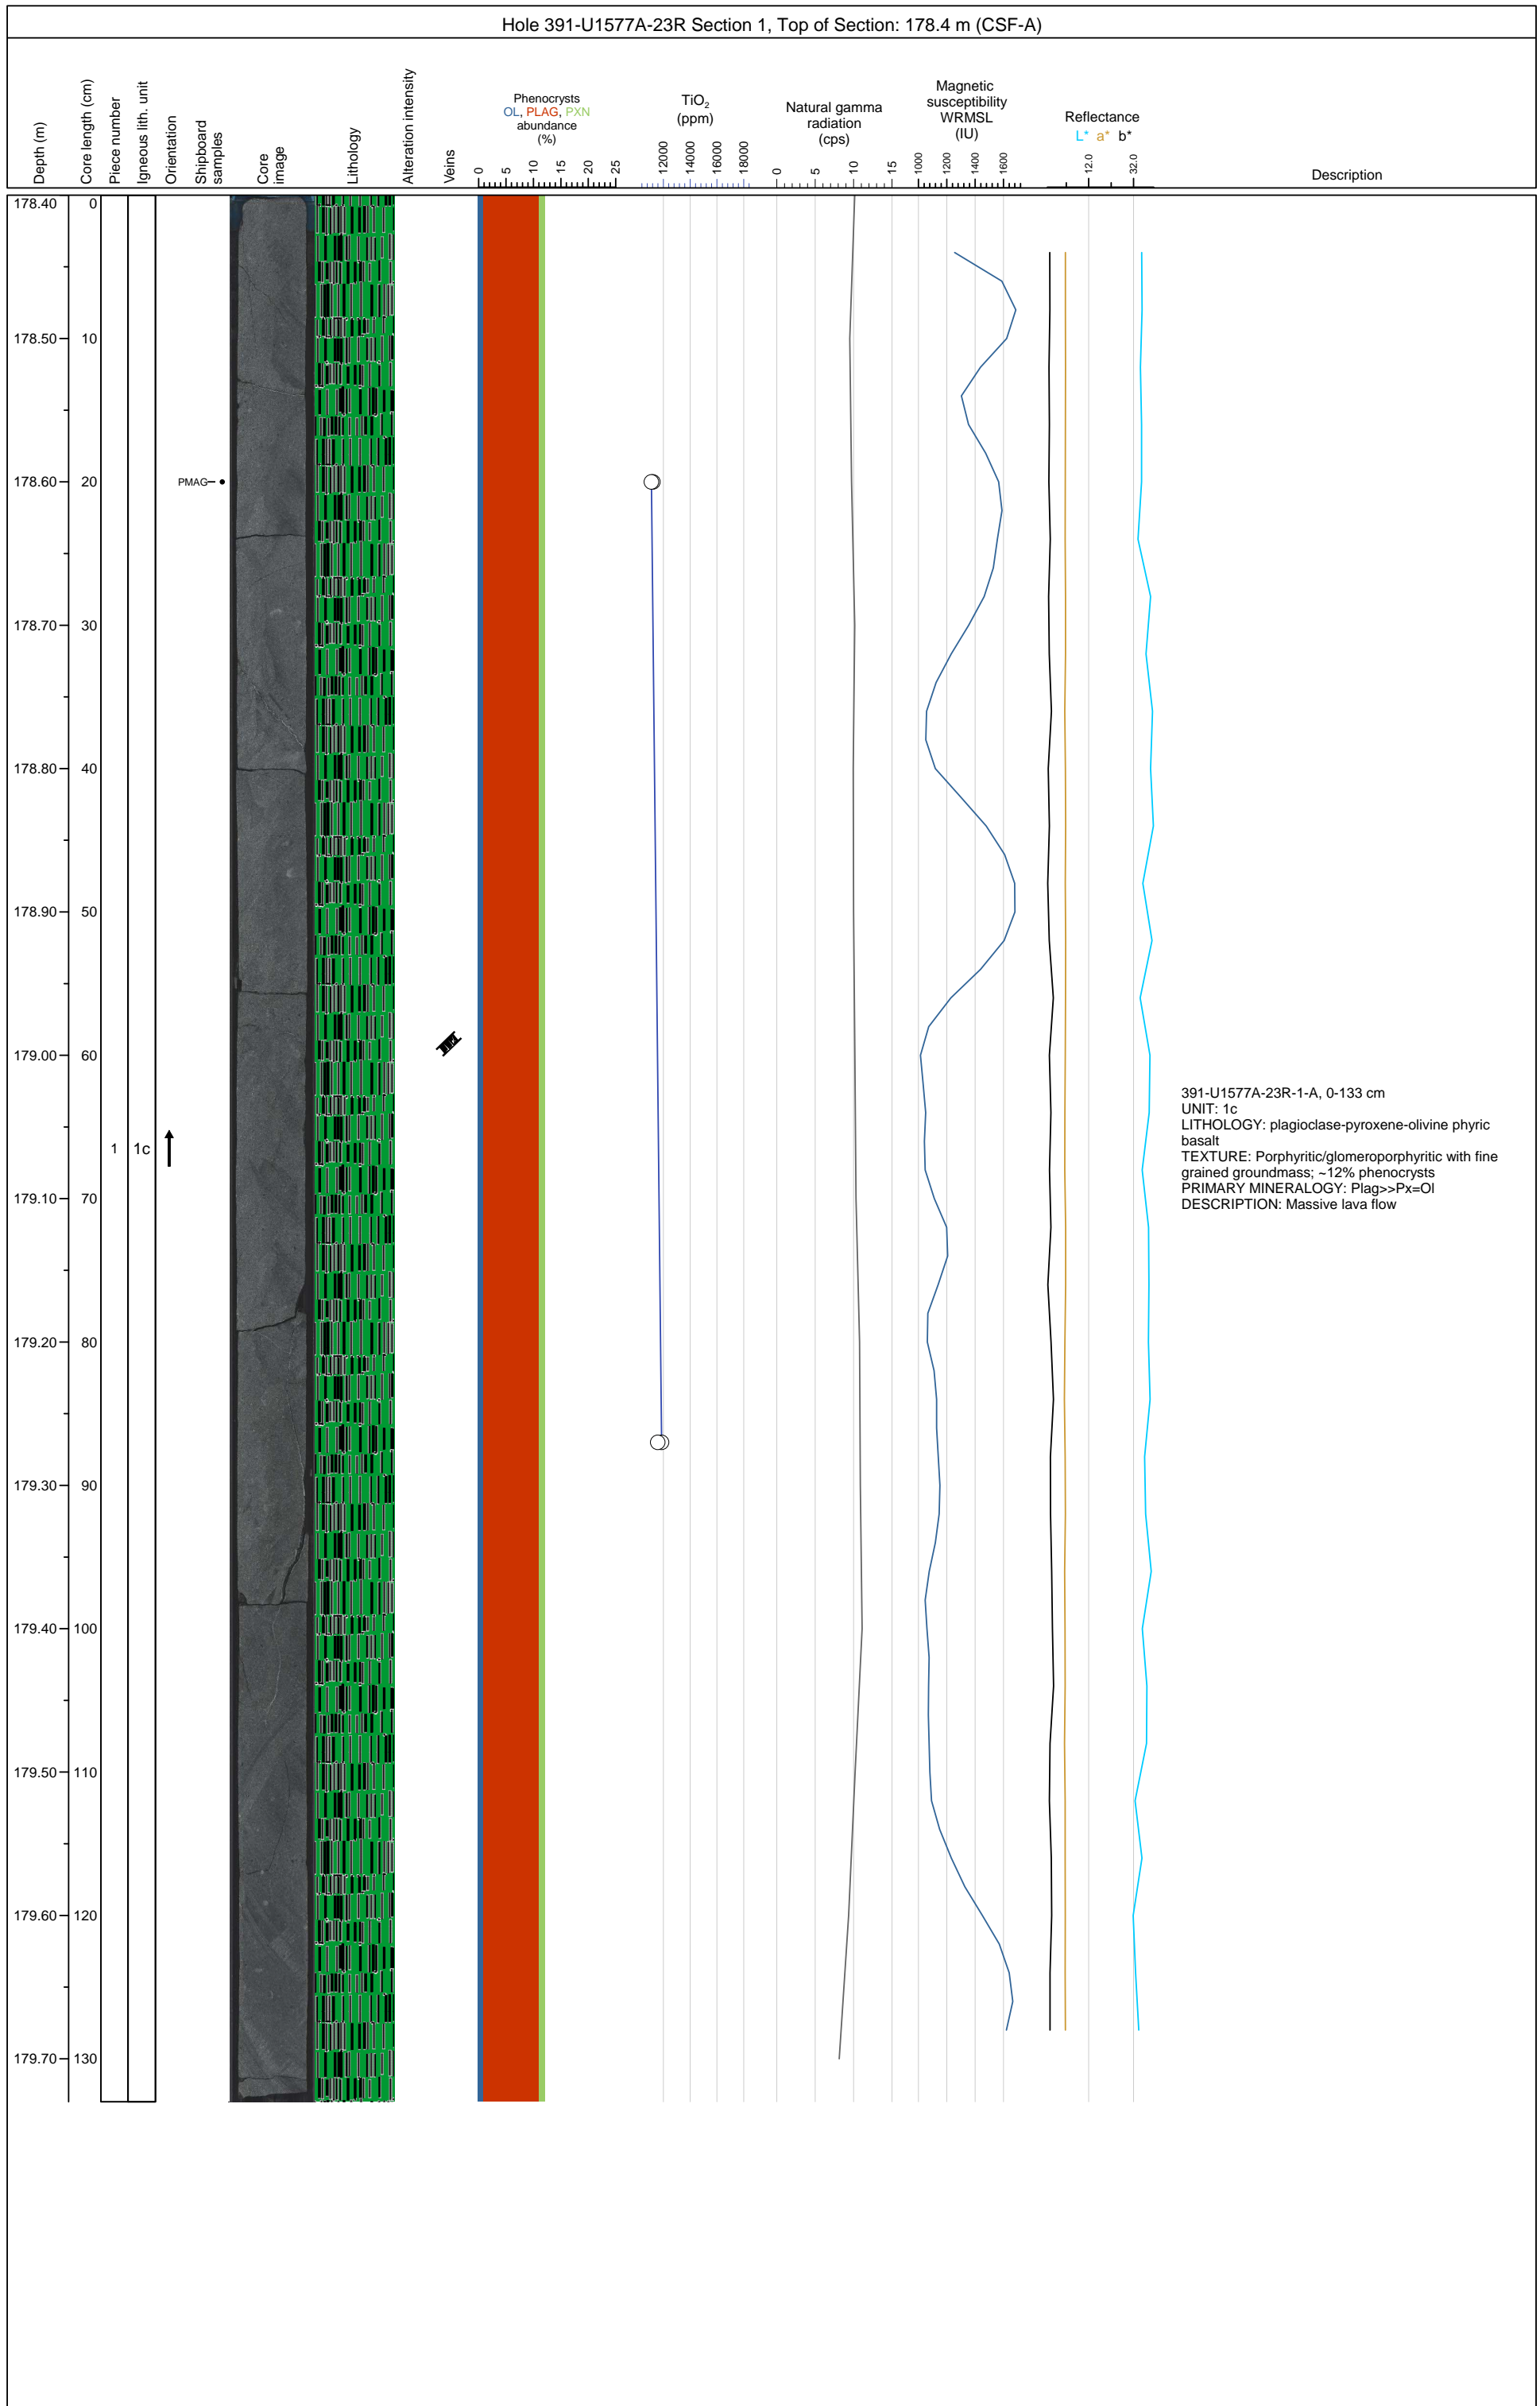 Hole 391-U1577A-23R Section 1, Top of Section: 178.4 m (CSF-A)
Depth (m)
Core length (cm)
Piece number
Igneous lith. unit
Orientation
Shipboard
samples
Core
image
Lithology
Alteration intensity
Veins
Phenocrysts
OL, PLAG, PXN
abundance
(%)
0 5 10 15 20 25
TiO2
(ppm)
12000 14000 16000 18000
Natural gamma
radiation
(cps)
0 5 10 15
Magnetic
susceptibility
WRMSL
(IU)
1000 1200 1400 1600
Reflectance
L* a* b*
12.0 32.0
Description
178.40 0
178.50 10
178.60 20
PMAG
178.70 30
178.80 40
178.90 50
179.00 60
1 1c
179.10 70
179.20 80
179.30 90
179.40 100
179.50 110
179.60 120
179.70 130
391-U1577A-23R-1-A, 0-133 cm
UNIT: 1c
LITHOLOGY: plagioclase-pyroxene-olivine phyric
basalt
TEXTURE: Porphyritic/glomeroporphyritic with fine
grained groundmass; ~12% phenocrysts
PRIMARY MINERALOGY: Plag>>Px=Ol
DESCRIPTION: Massive lava flow